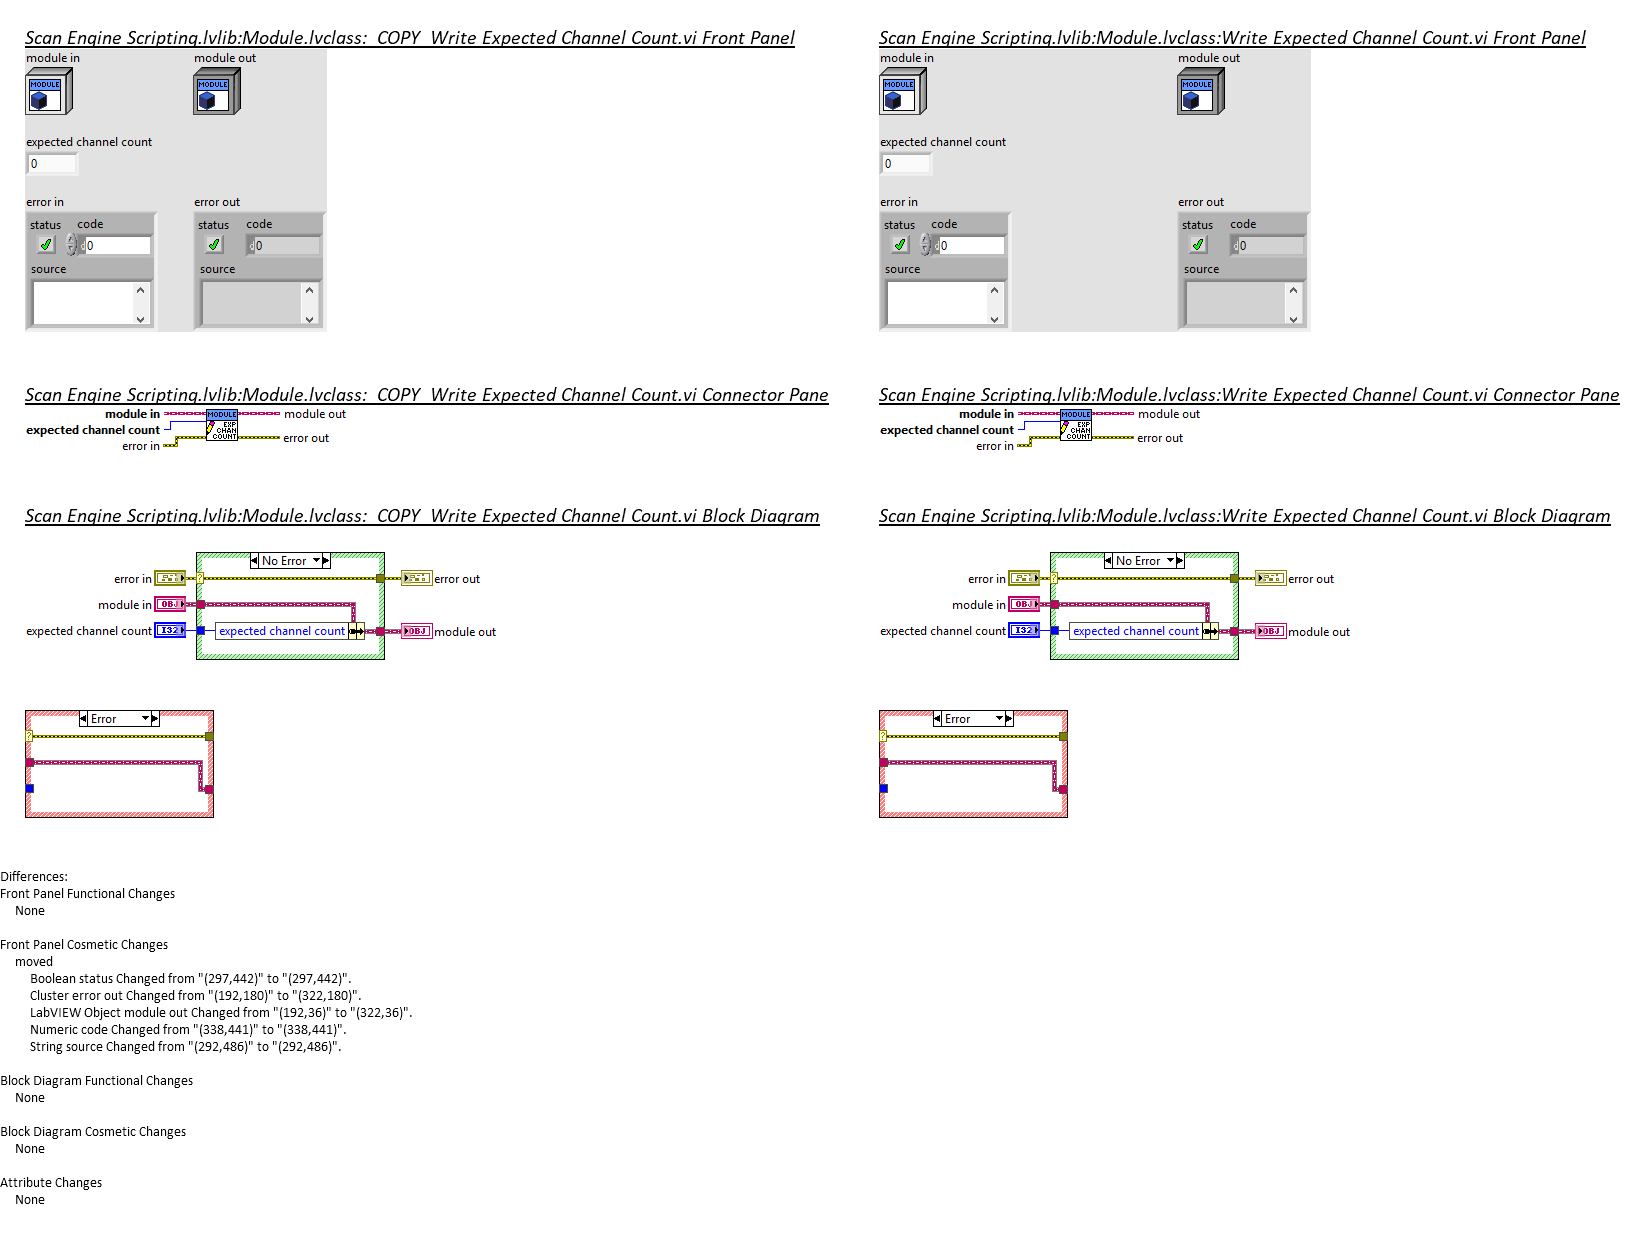 Scan Engine Scripting.lvlib:Module.lvclass:_COPY_Write Expected Channel Count.vi Front Panel
module in
module out
MODULE
MODULE
expected channel count
0
error in
error out
status
code
status
code
d
0
d
0
source
source
Scan Engine Scripting.lvlib:Module.lvclass:Write Expected Channel Count.vi Front Panel
module in
module out
MODULE
MODULE
expected channel count
0
error in
error out
status
code
status
code
d
0
d
0
source
source
Scan Engine Scripting.lvlib:Module.lvclass:_COPY_Write Expected Channel Count.vi Connector Pane
module in
MODULE
module out
expected channel count
EXP
CHAN
COUNT
error in
error out
Scan Engine Scripting.lvlib:Module.lvclass:Write Expected Channel Count.vi Connector Pane
module in
MODULE
module out
expected channel count
EXP
CHAN
COUNT
error in
error out
Scan Engine Scripting.lvlib:Module.lvclass:_COPY_Write Expected Channel Count.vi Block Diagram
No Error
error in
?
error out
module in
OBJ
expected channel count
I32
expected channel count
OBJ
module out
Error
?
Scan Engine Scripting.lvlib:Module.lvclass:Write Expected Channel Count.vi Block Diagram
No Error
error in
?
error out
module in
OBJ
expected channel count
I32
expected channel count
OBJ
module out
Error
?
Differences:
Front Panel Functional Changes
None
Front Panel Cosmetic Changes
moved
Boolean status Changed from "(297,442)" to "(297,442)".
Cluster error out Changed from "(192,180)" to "(322,180)".
LabVIEW Object module out Changed from "(192,36)" to "(322,36)".
Numeric code Changed from "(338,441)" to "(338,441)".
String source Changed from "(292,486)" to "(292,486)".
Block Diagram Functional Changes
None
Block Diagram Cosmetic Changes
None
Attribute Changes
None